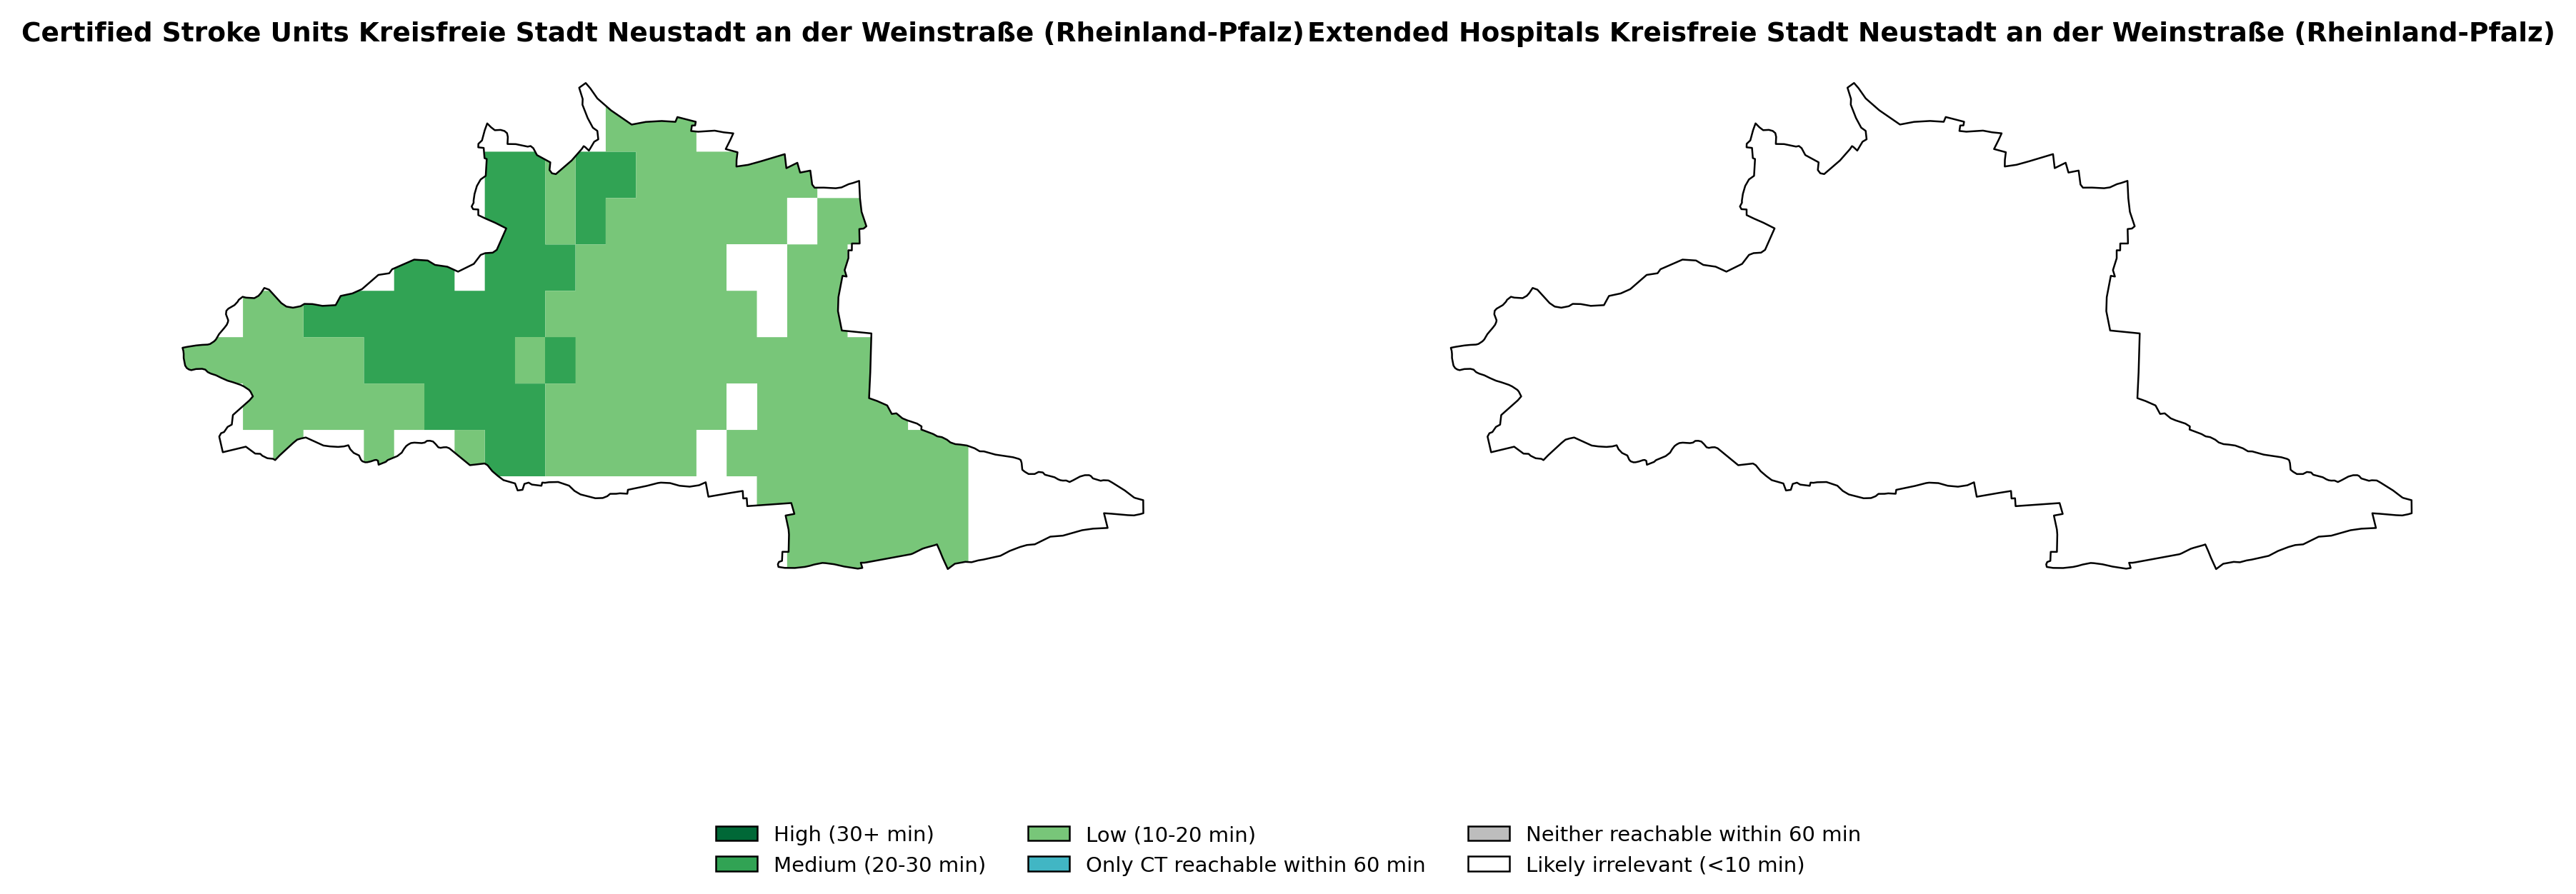 Certified Stroke Units Kreisfreie Stadt Neustadt an der Weinstraße (Rheinland-Pfalz)
Extended Hospitals Kreisfreie Stadt Neustadt an der Weinstraße (Rheinland-Pfalz)
High (30+ min)
Medium (20-30 min)
Low (10-20 min)
Only CT reachable within 60 min
Neither reachable within 60 min
Likely irrelevant (<10 min)